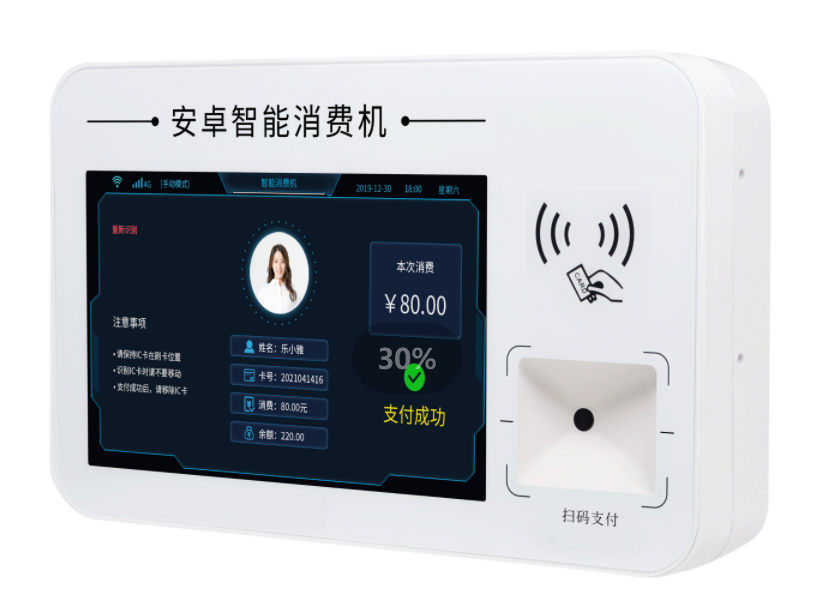 安卓智能消费机
4G [手动模式] 智能消费机 2019-12-30 18:00 星期六
重新识别
本次消费
￥80.00
注意事项
• 请保持IC卡在刷卡位置
• 识别IC卡时请不要移动
• 支付成功后，请移除IC卡
姓名：乐小雅
卡号：2021041416
消费：80.00元
余额：220.00
30%
支付成功
CARD
扫码支付